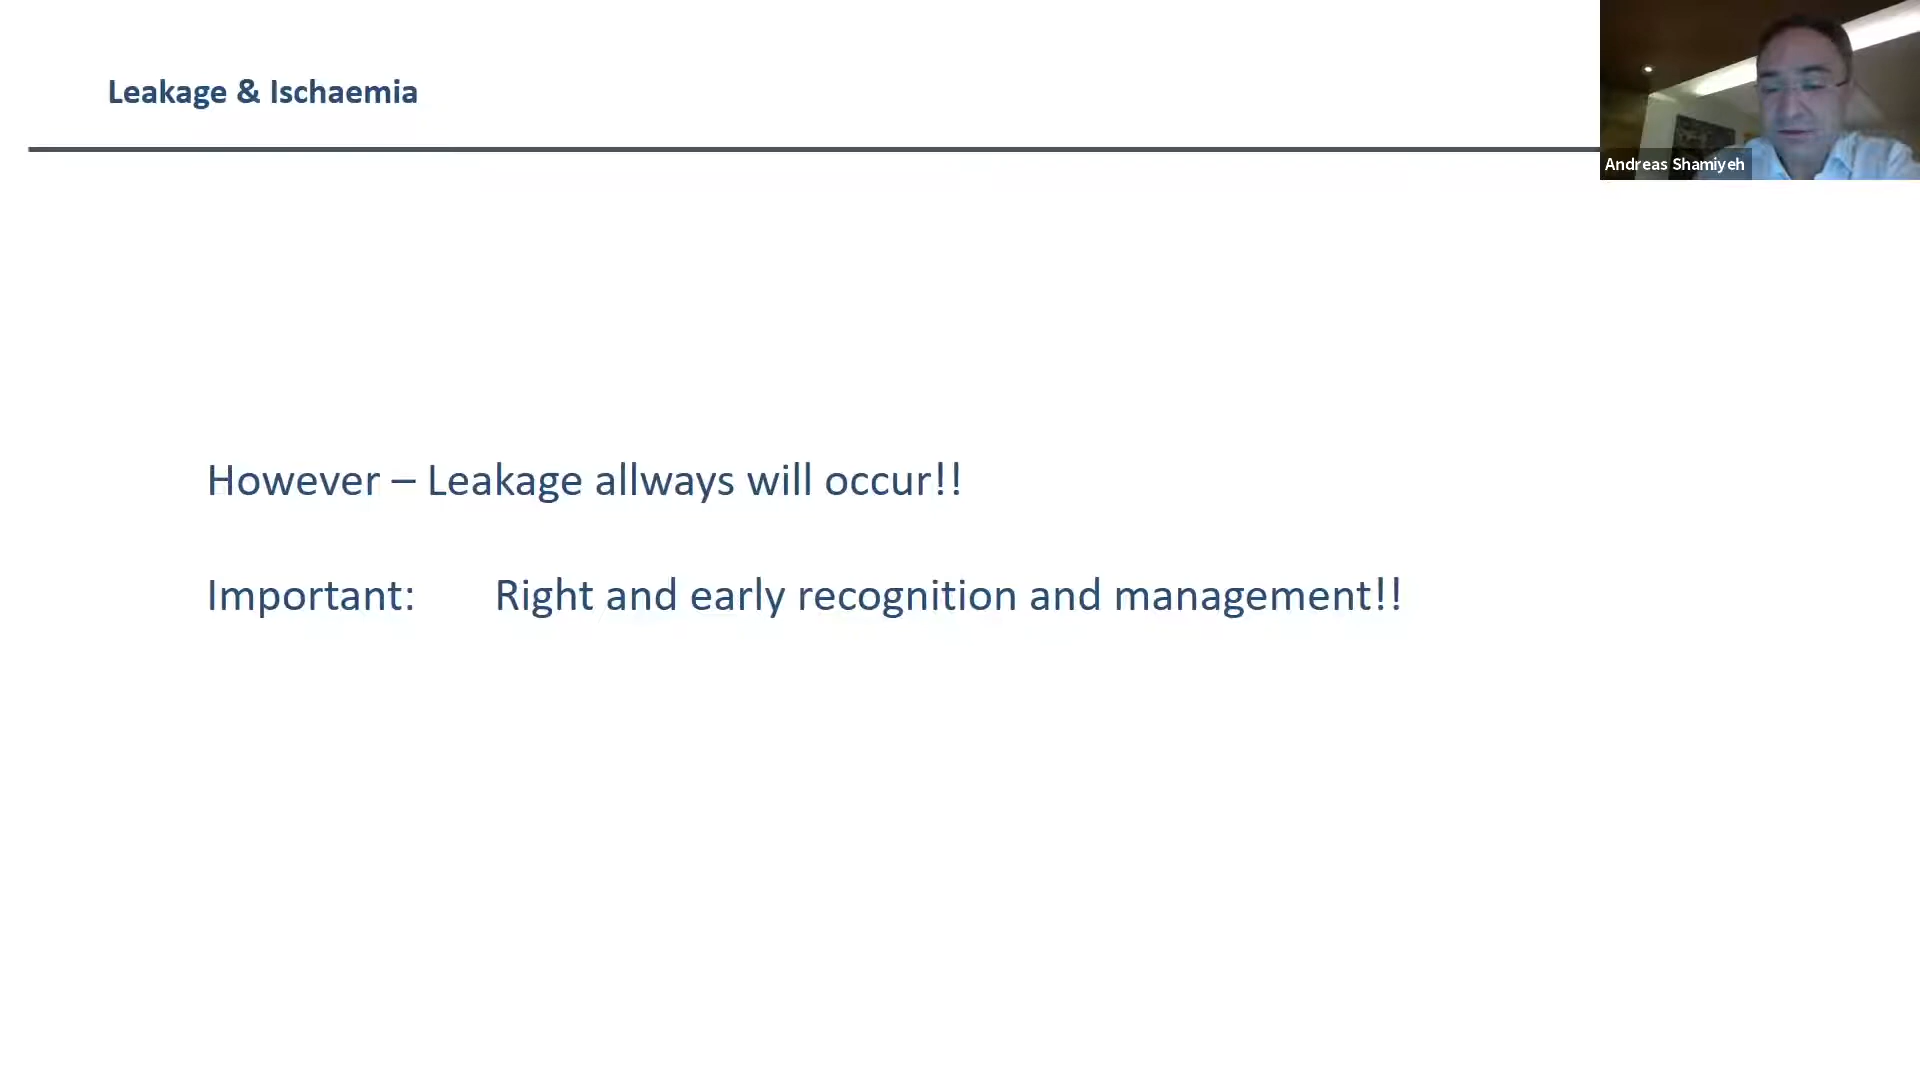 Leakage & Ischaemia
Andreas Shamiyeh
However – Leakage allways will occur!!
Important: Right and early recognition and management!!